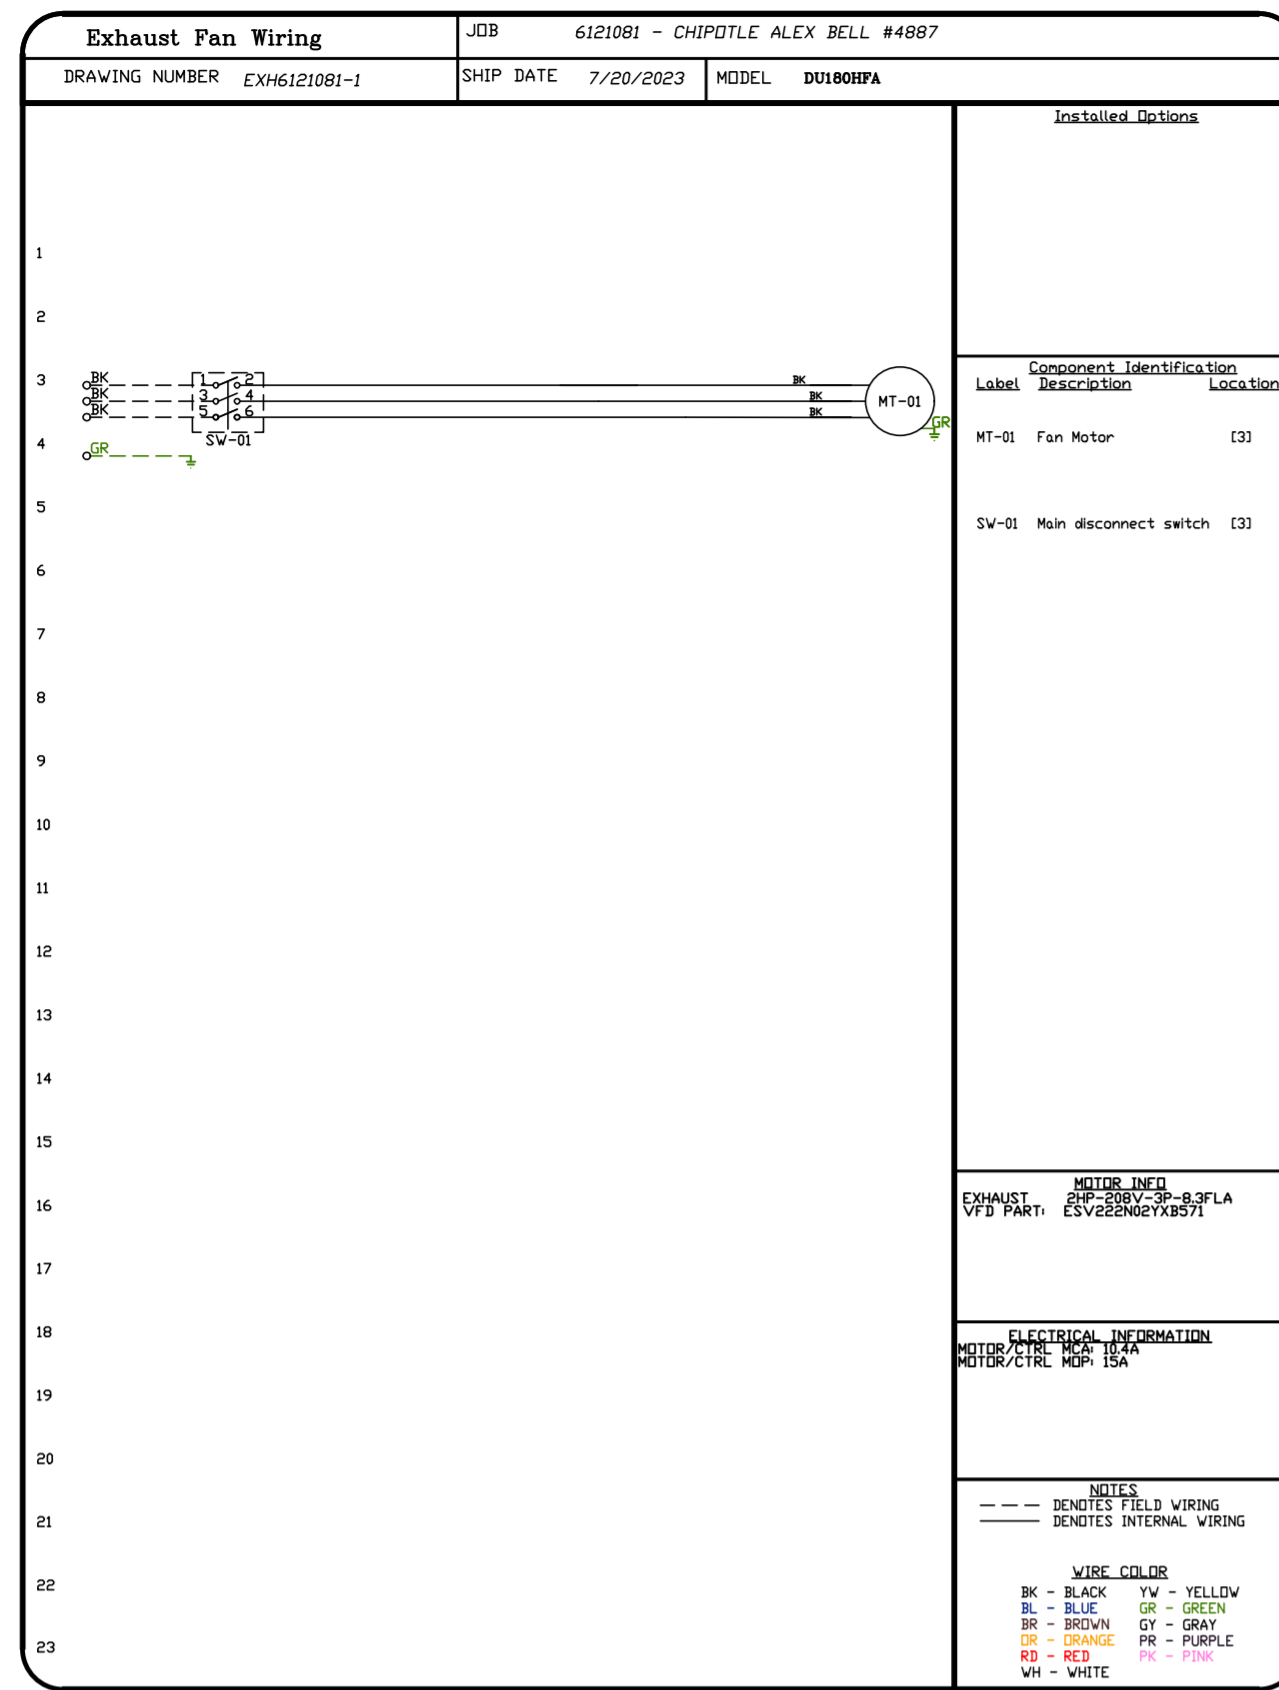 Exhaust Fan Wiring
JOB 6121081 - CHIPOTLE ALEX BELL #4887
DRAWING NUMBER EXH6121081-1
SHIP DATE 7/20/2023
MODEL DU180HFA
Installed Options
1
2
3
BK 1 2 BK
BK 3 4 BK
BK 5 6 BK
MT-01
GR
SW-01
4
GR
5
6
7
8
9
10
11
12
13
14
15
16
17
18
19
20
21
22
23
Component Identification
Label Description Location
MT-01 Fan Motor [3]
SW-01 Main disconnect switch [3]
MOTOR INFO
EXHAUST 2HP-208V-3P-8.3FLA
VFD PART: ESV222N02YXB571
ELECTRICAL INFORMATION
MOTOR/CTRL MCA: 10.4A
MOTOR/CTRL MOP: 15A
NOTES
DENOTES FIELD WIRING
DENOTES INTERNAL WIRING
WIRE COLOR
BK - BLACK YW - YELLOW
BL - BLUE GR - GREEN
BR - BROWN GY - GRAY
OR - ORANGE PR - PURPLE
RD - RED PK - PINK
WH - WHITE